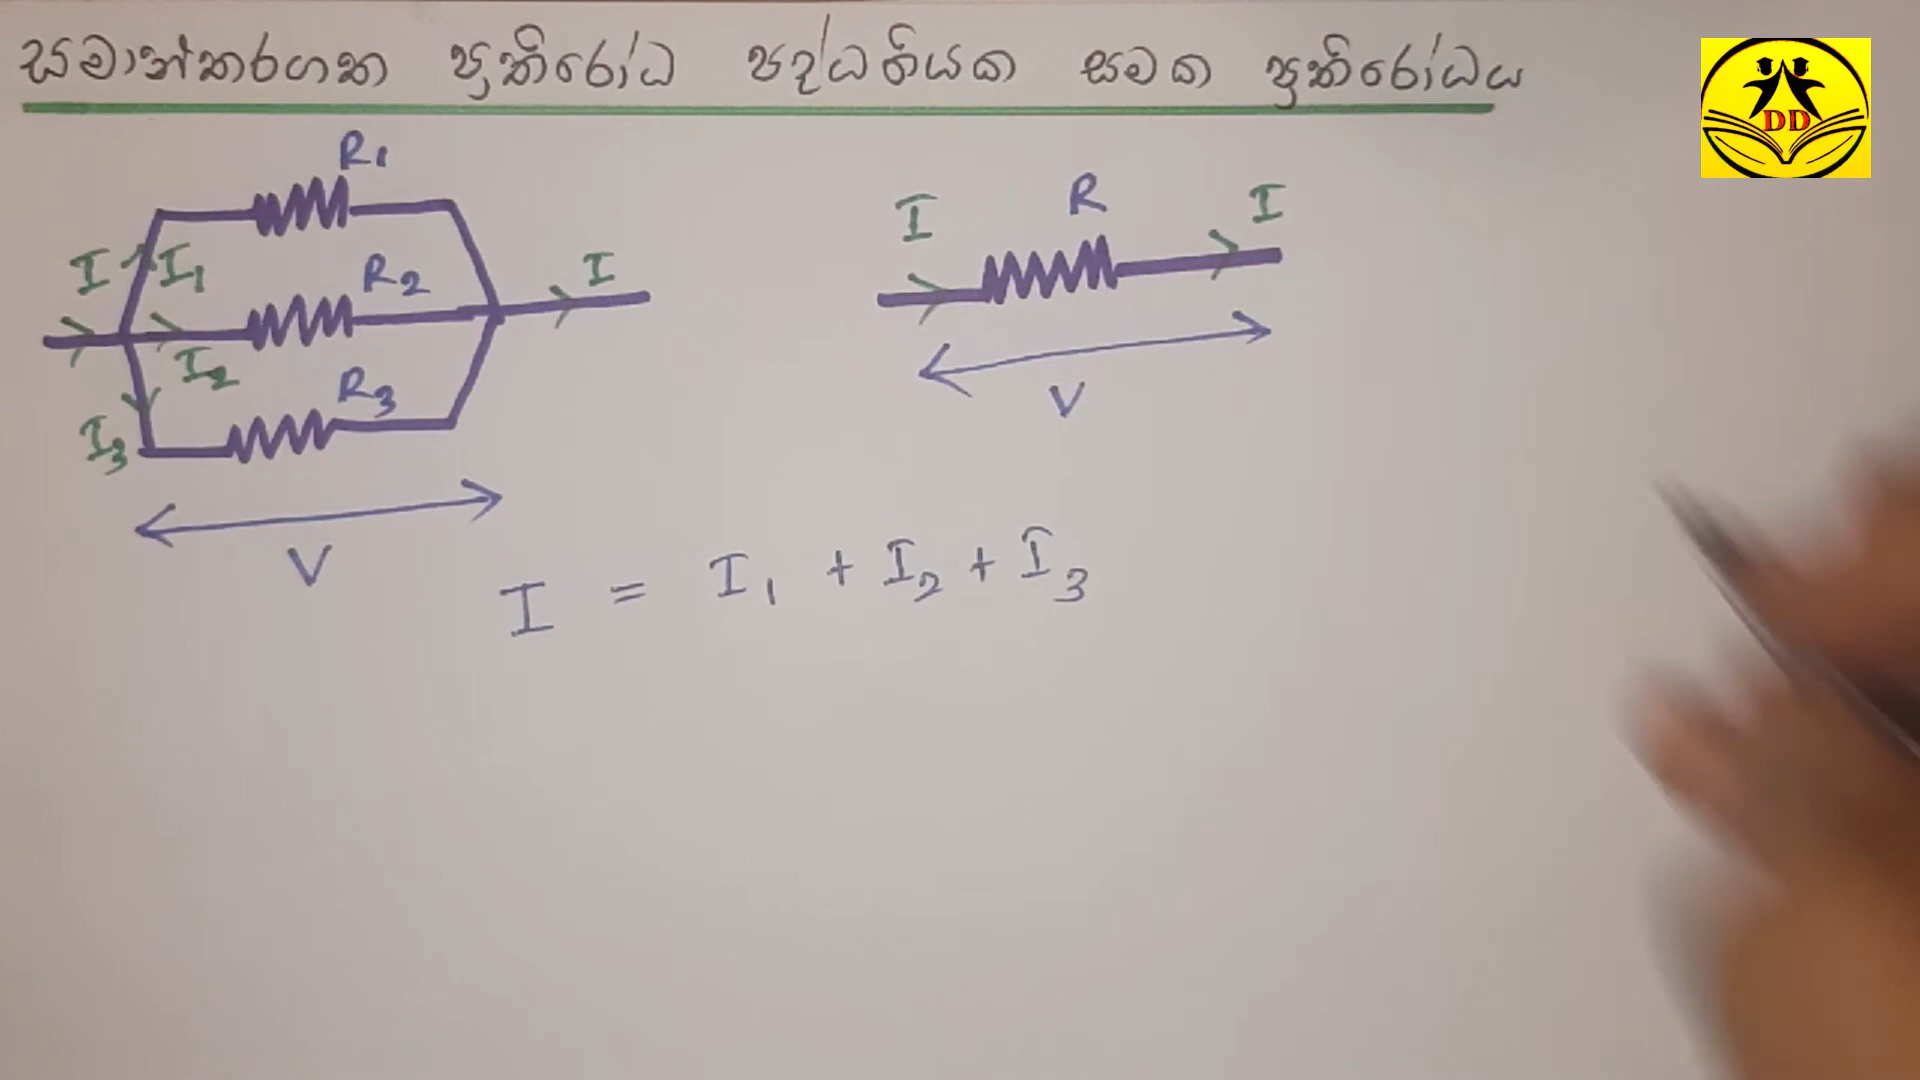 සමාන්තරගත ප්‍රතිරෝධ පද්ධතියක සමක ප්‍රතිරෝධය
DD
R₁
I I₁ R₂ I
I₂
I₃ R₃
V
I R I
V
I = I₁ + I₂ + I₃